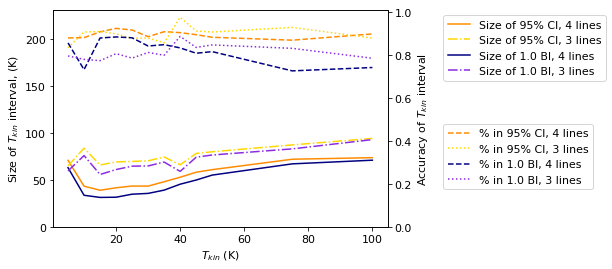 200
150
100
50
0
Size of T_kin interval, (K)
20
40
60
80
100
T_kin (K)
1.0
0.8
0.6
0.4
0.2
0.0
Accuracy of T_kin interval
Size of 95% CI, 4 lines
Size of 95% CI, 3 lines
Size of 1.0 BI, 4 lines
Size of 1.0 BI, 3 lines
% in 95% CI, 4 lines
% in 95% CI, 3 lines
% in 1.0 BI, 4 lines
% in 1.0 BI, 3 lines